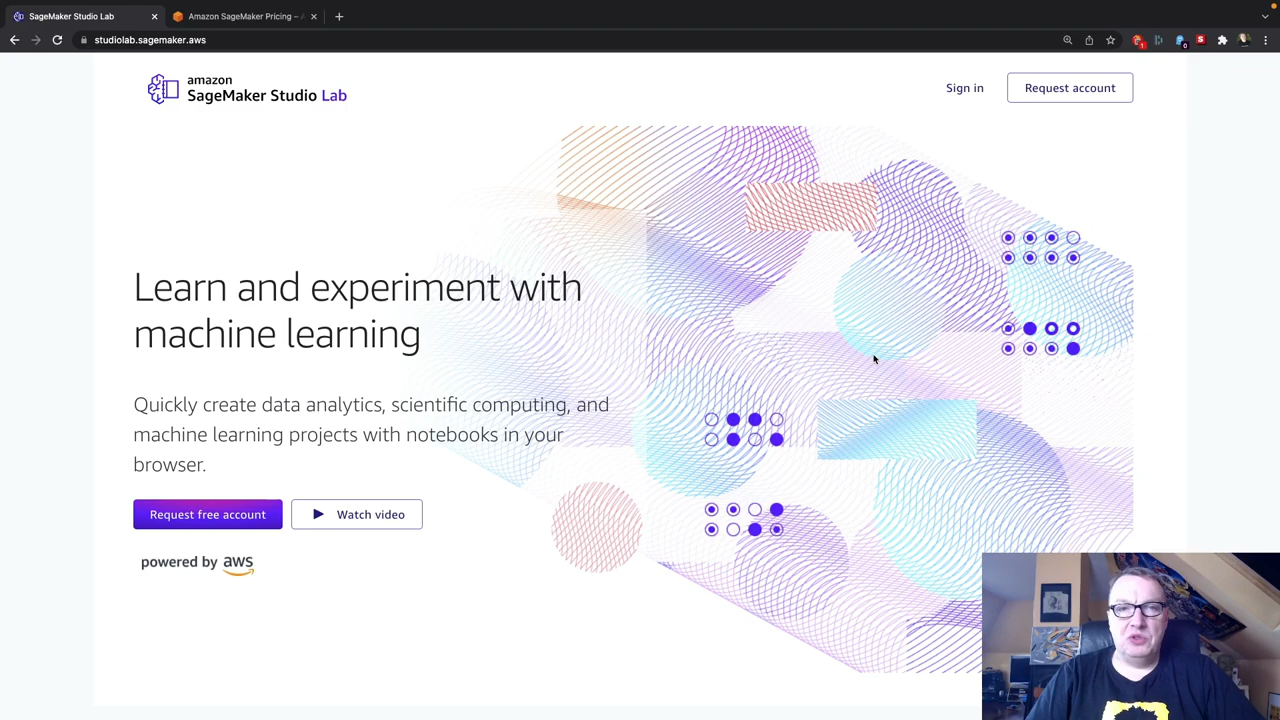 SageMaker Studio Lab
Amazon SageMaker Pricing –
studiolab.sagemaker.aws
amazon
SageMaker Studio Lab
Sign in
Request account
Learn and experiment with
machine learning
Quickly create data analytics, scientific computing, and
machine learning projects with notebooks in your
browser.
Request free account
Watch video
powered by aws